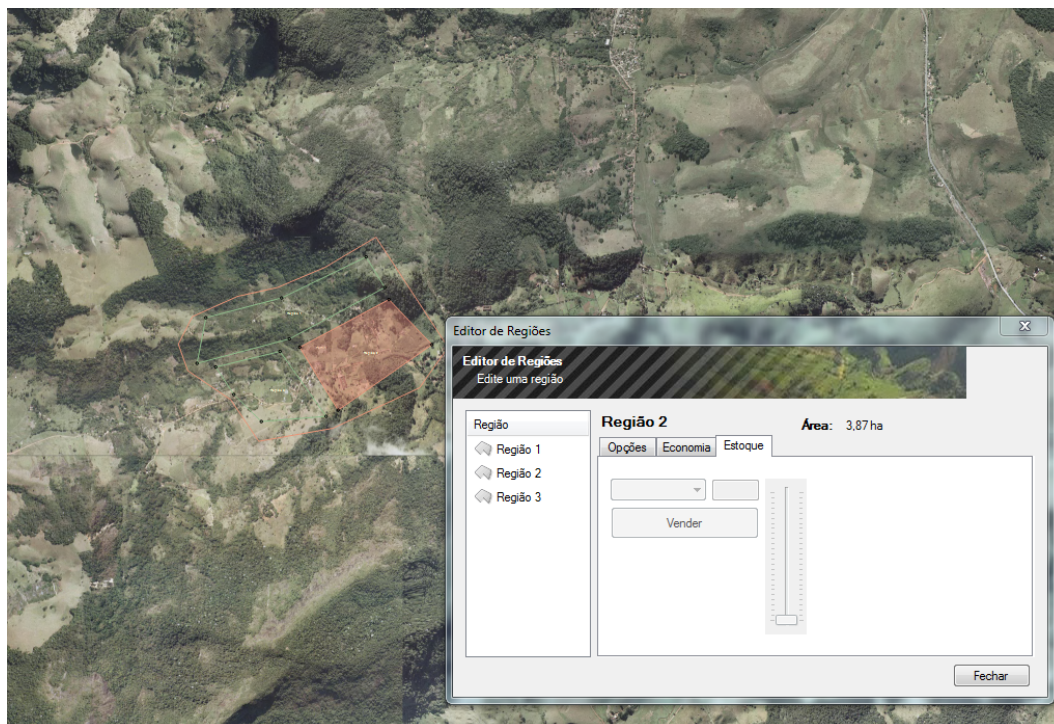 Editor de Regiões
Editor de Regiões
Edite uma região
Região
Região 1
Região 2
Região 3
Região 2
Área: 3,87 ha
Opções Economia Estoque
Vender
Fechar